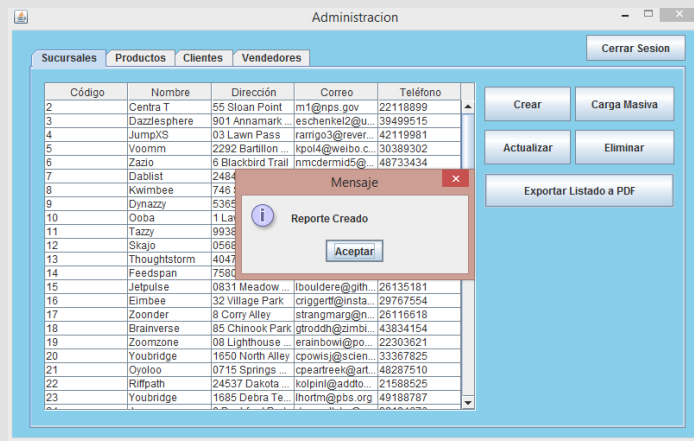 Administracion
Cerrar Sesion
Sucursales Productos Clientes Vendedores
Código Nombre Dirección Correo Teléfono
2 Centra T 55 Sloan Point m1@nps.gov 22118899
3 Dazzlesphere 901 Annamark ... eschenkel2@u... 39499515
4 JumpXS 03 Lawn Pass rarrigo3@rever... 42119981
5 Voomm 2292 Bartillon ... kpol4@weibo.c... 30389302
6 Zazio 6 Blackbird Trail nmcdermid5@... 48733434
7 Dablist 2484
8 Kwimbee 746
9 Dynazzy 5365
10 Ooba
11 Tazzy 9938
12 Skajo 0568
13 Thoughtstorm 4047
14 Feedspan 7580
15 Jetpulse 0831 Meadow ... lbouldere@gith... 26135181
16 Eimbee 32 Village Park criggertf@insta... 29767554
17 Zoonder 8 Corry Alley strangmarg@n... 26116618
18 Brainverse 85 Chinook Park gtroddh@zimbi... 43834154
19 Zoomzone 08 Lighthouse ... erainbowi@po... 22303621
20 Youbridge 1650 North Alley cpowisj@scien... 33367825
21 Oyoloo 0715 Springs ... cpeartreek@art... 48287510
22 Riffpath 24537 Dakota ... kolpinl@addto... 21588525
23 Youbridge 1685 Debra Te... lhortm@pbs.org 49188787
Crear Carga Masiva
Actualizar Eliminar
Exportar Listado a PDF
Mensaje
Reporte Creado
Aceptar